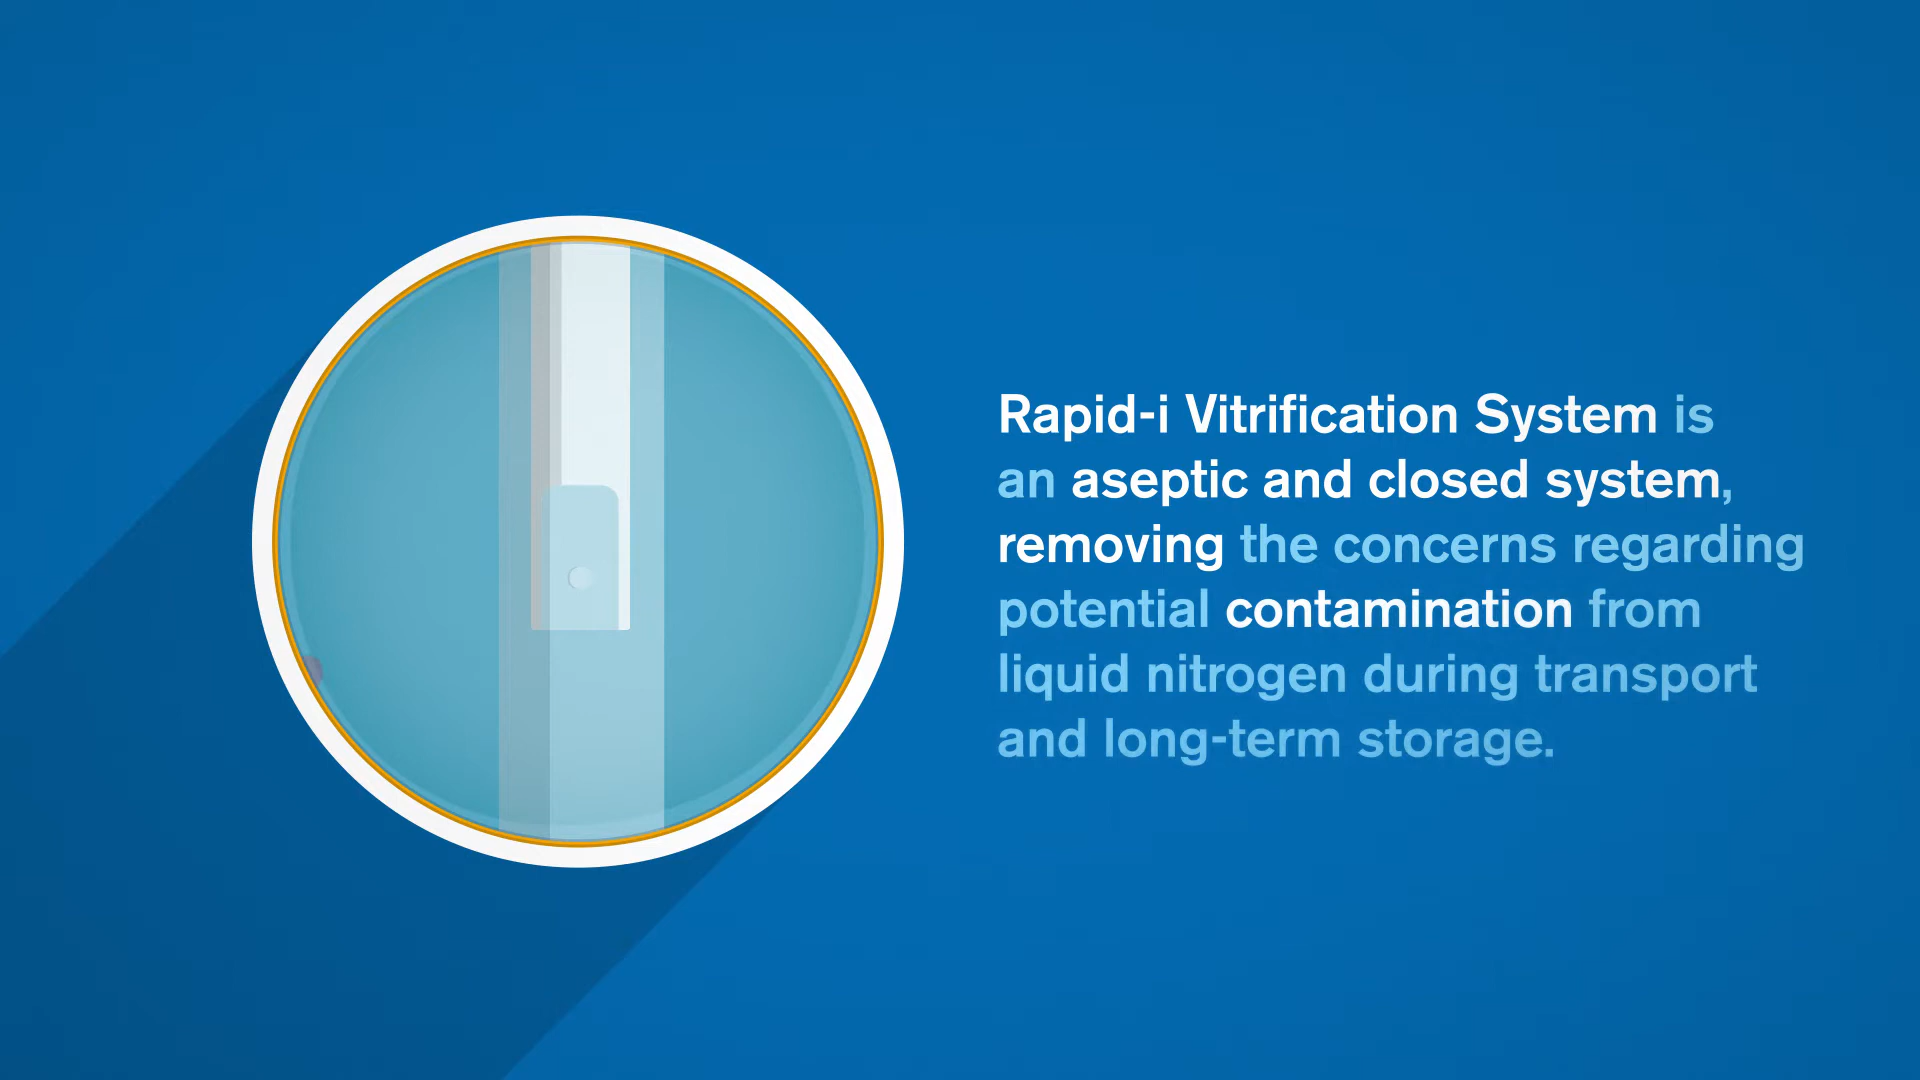 Rapid-i Vitrification System is
an aseptic and closed system,
removing the concerns regarding
potential contamination from
liquid nitrogen during transport
and long-term storage.